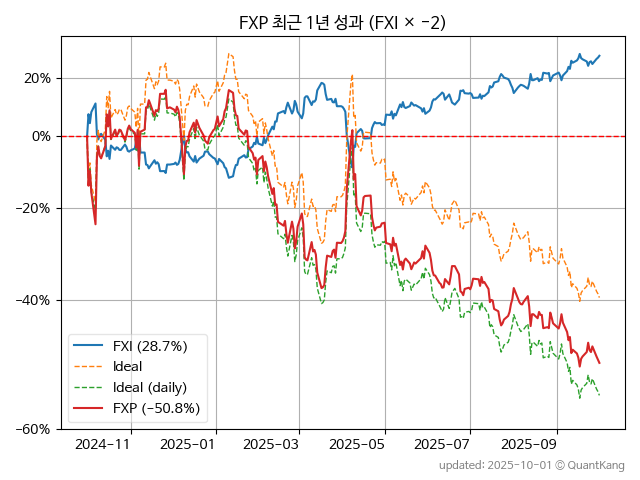 FXP 최근 1년 성과 (FXI × −2)
20%
0%
−20%
−40%
−60%
FXI (28.7%)
Ideal
Ideal (daily)
FXP (−50.8%)
2024-11 2025-01 2025-03 2025-05 2025-07 2025-09
updated: 2025-10-01 © QuantKang